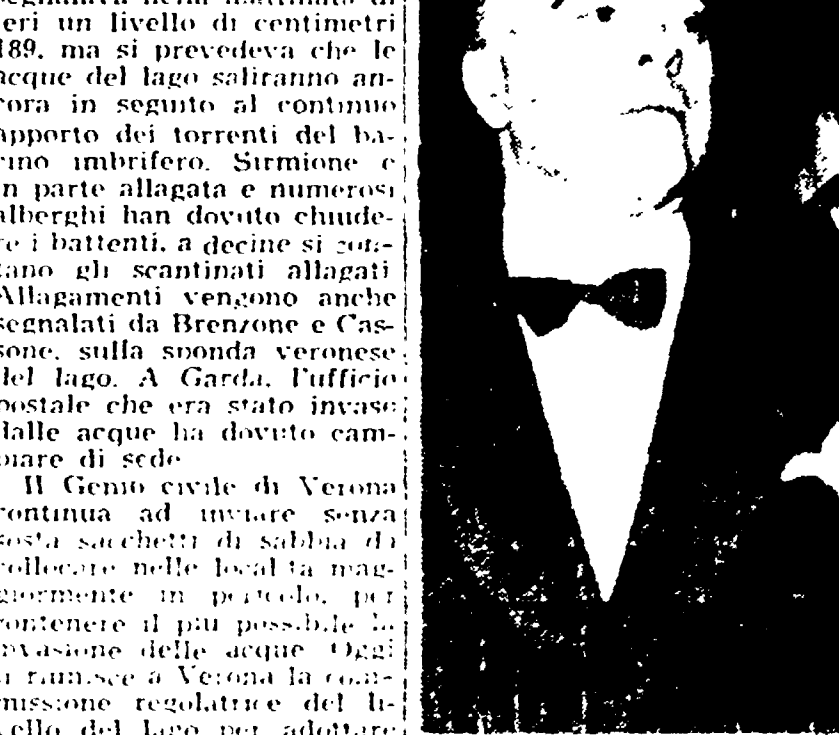 segnalava nella mattinata di
ieri un livello di centimetri
189, ma si prevedeva che le
acque del lago saliranno an-
cora in seguito al continuo
apporto dei torrenti del ba-
cino imbrifero. Sirmione e
in parte allagata e numerosi
alberghi han dovuto chiude-
re i battenti, a decine si con-
tano gli scantinati allagati
Allagamenti vengono anche
segnalati da Brenzone e Cas-
sone, sulla sponda veronese
del lago. A Garda, l'ufficio
postale che era stato invaso
dalle acque ha dovuto cam-
biare di sede
Il Genio civile di Verona
continua ad inviare senza
sosta sacchetti di sabbia da
collocare nelle località mag-
giormente in pericolo, per
contenere il più possibile la
invasione delle acque Oggi
si riunisce a Verona la com-
missione regolatrice del li-
vello del lago per adottare